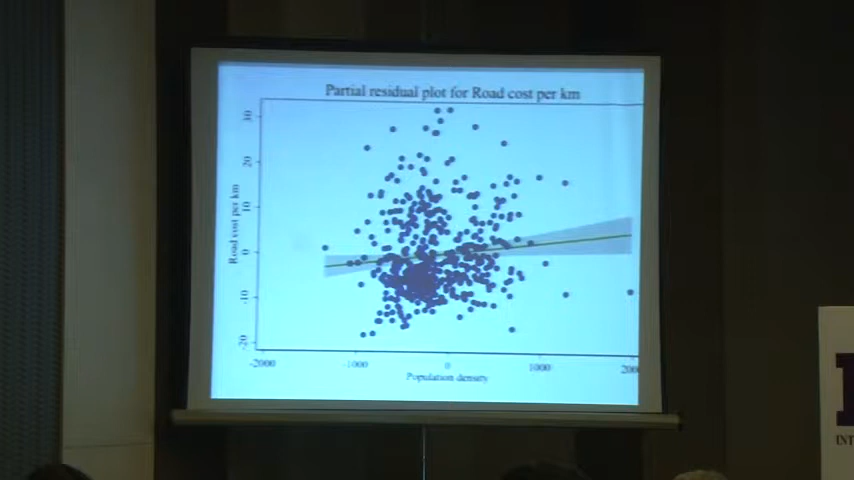 Partial residual plot for Road cost per km
Road cost per km
30
20
10
0
-10
-20
-2000
-1000
0
1000
Population density
INT